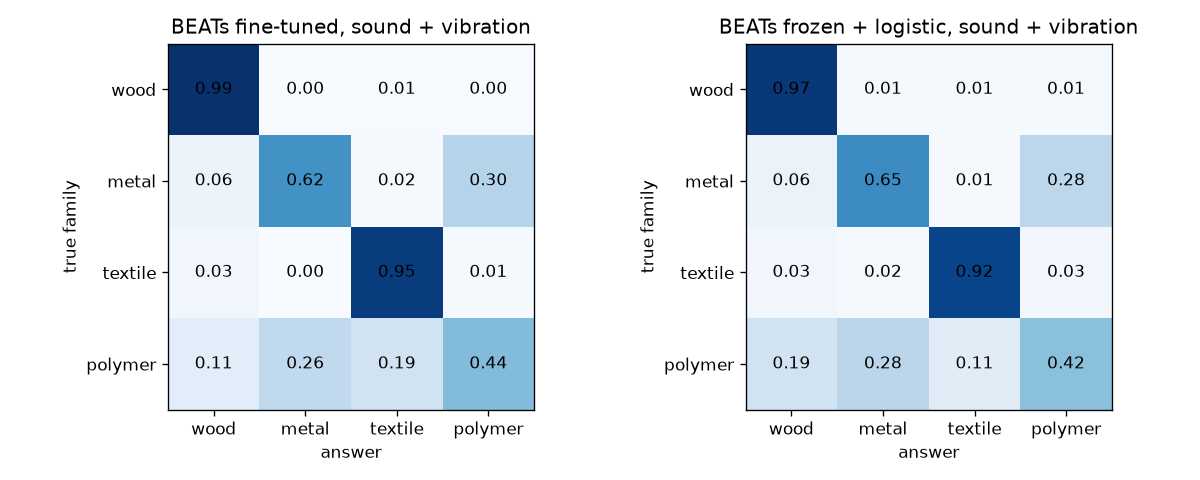 BEATs fine-tuned, sound + vibration
true family
wood 0.99 0.00 0.01 0.00
metal 0.06 0.62 0.02 0.30
textile 0.03 0.00 0.95 0.01
polymer 0.11 0.26 0.19 0.44
wood metal textile polymer
answer
BEATs frozen + logistic, sound + vibration
true family
wood 0.97 0.01 0.01 0.01
metal 0.06 0.65 0.01 0.28
textile 0.03 0.02 0.92 0.03
polymer 0.19 0.28 0.11 0.42
wood metal textile polymer
answer